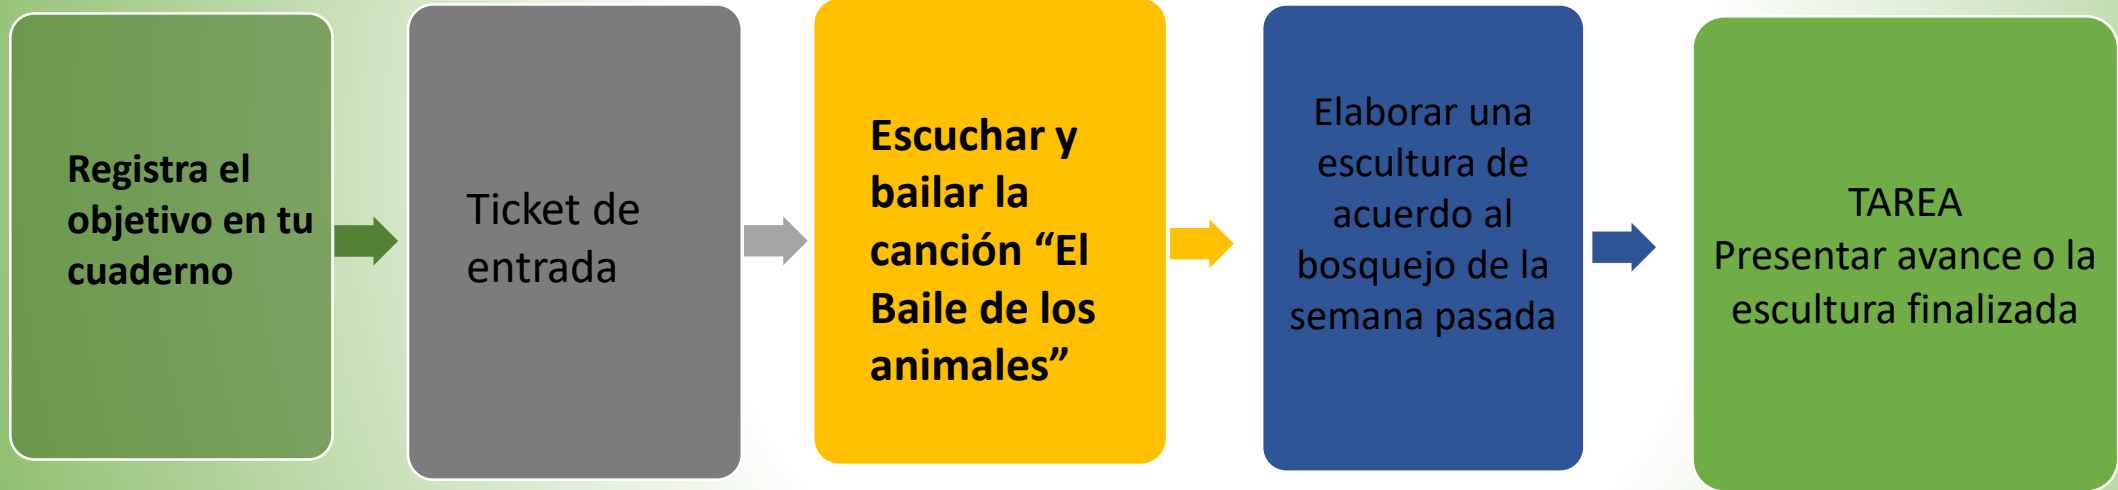 Registra el
objetivo en tu
cuaderno
Ticket de
entrada
Escuchar y
bailar la
canción “El
Baile de los
animales”
Elaborar una
escultura de
acuerdo al
bosquejo de la
semana pasada
TAREA
Presentar avance o la
escultura finalizada